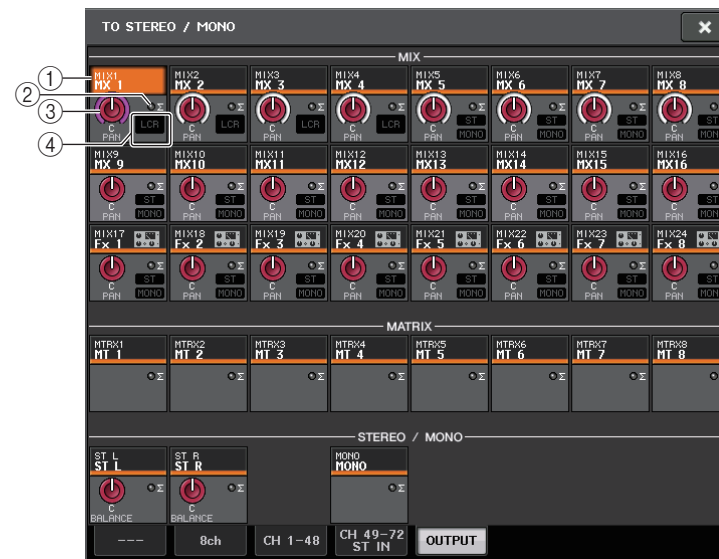 TO STEREO / MONO
MIX
MIX1 MIX2 MIX3 MIX4 MIX5 MIX6 MIX7 MIX8
① MX 1 MX 2 MX 3 MX 4 MX 5 MX 6 MX 7 MX 8
② Σ Σ Σ Σ Σ Σ Σ Σ
③ LCR LCR LCR LCR ST ST ST ST
④ C C C C C C C C
PAN PAN PAN PAN PAN MONO PAN MONO PAN MONO PAN MONO
MIX9 MIX10 MIX11 MIX12 MIX13 MIX14 MIX15 MIX16
MX 9 MX10 MX11 MX12 MX13 MX14 MX15 MX16
Σ Σ Σ Σ Σ Σ Σ Σ
ST ST ST ST ST ST ST ST
C C C C C C C C
PAN MONO PAN MONO PAN MONO PAN MONO PAN MONO PAN MONO PAN MONO PAN MONO
MIX17 MIX18 MIX19 MIX20 MIX21 MIX22 MIX23 MIX24
Fx 1 Fx 2 Fx 3 Fx 4 Fx 5 Fx 6 Fx 7 Fx 8
Σ Σ Σ Σ Σ Σ Σ Σ
ST ST ST ST ST ST ST ST
C C C C C C C C
PAN MONO PAN MONO PAN MONO PAN MONO PAN MONO PAN MONO PAN MONO PAN MONO
MATRIX
MTRX1 MTRX2 MTRX3 MTRX4 MTRX5 MTRX6 MTRX7 MTRX8
MT 1 MT 2 MT 3 MT 4 MT 5 MT 6 MT 7 MT 8
Σ Σ Σ Σ Σ Σ Σ Σ
STEREO / MONO
ST L ST R MONO
ST L ST R MONO
Σ Σ Σ
C C
BALANCE BALANCE
--- 8ch CH 1-48 CH 49-72 OUTPUT
ST IN